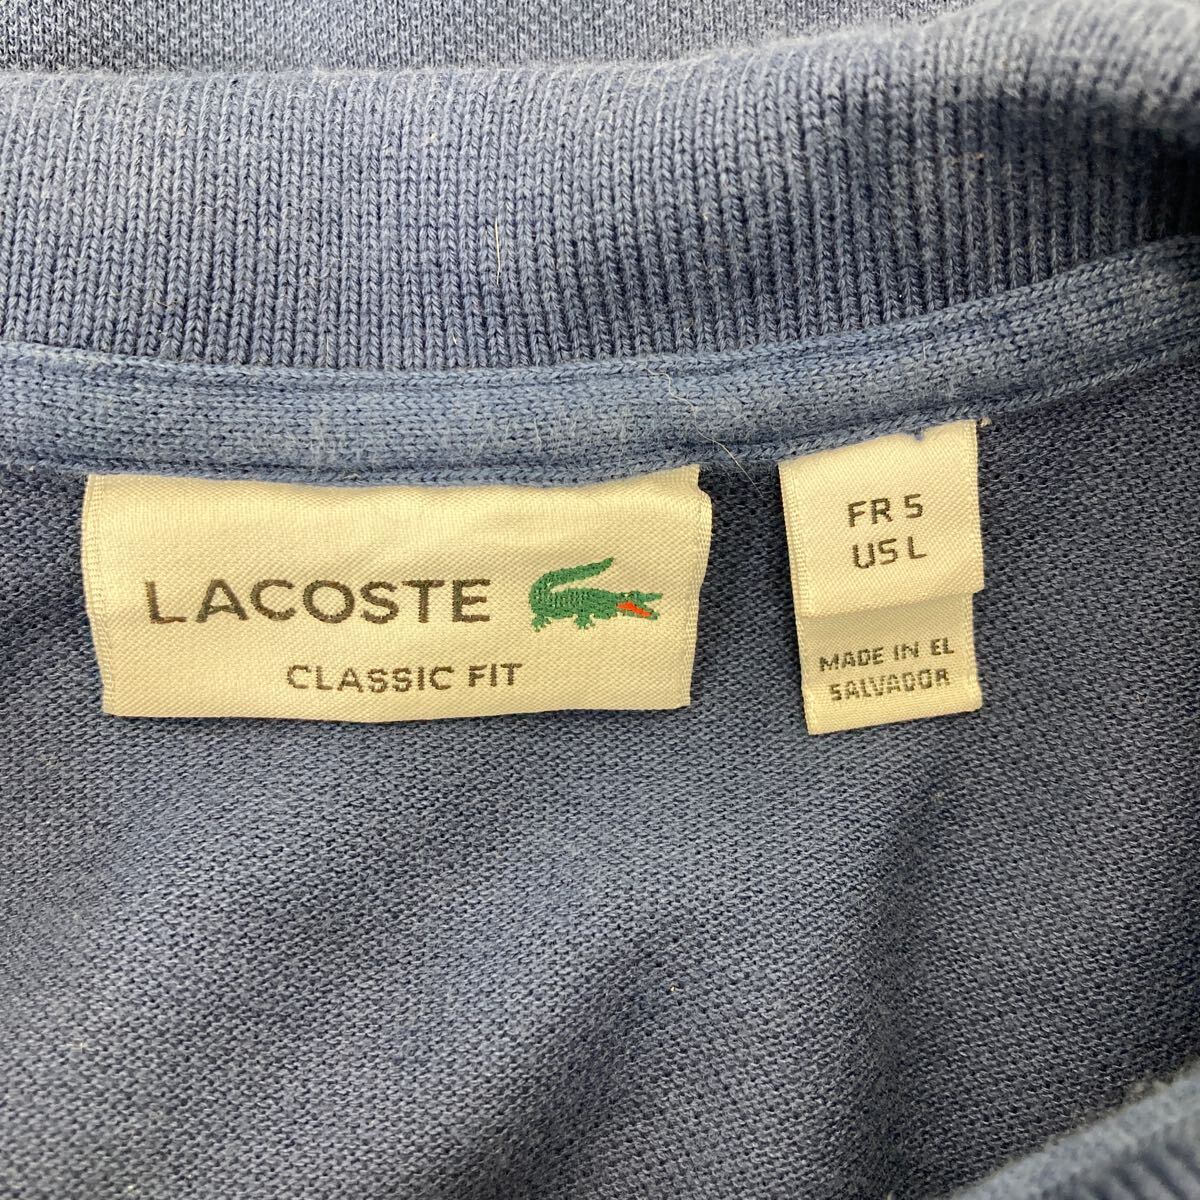 LACOSTE
CLASSIC FIT
FR 5
US L
MADE IN EL
SALVADOR